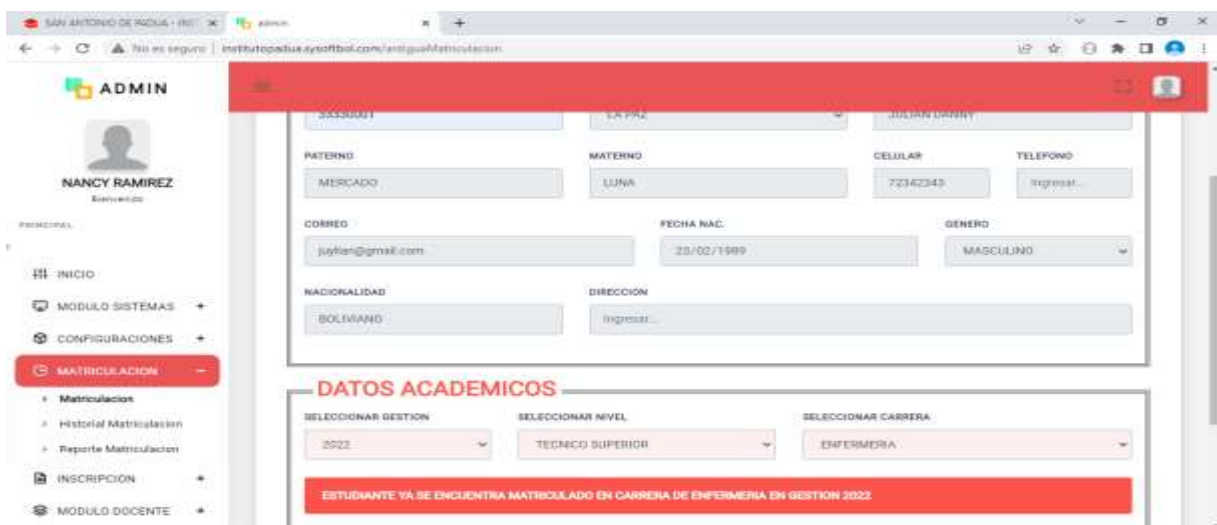 SAN ANTONIO DE PADUA - INST
admin
No es seguro | institutopadua.sysoftbol.com/antiguaMatriculacion
ADMIN
NANCY RAMIREZ
Bienvenido
PRINCIPAL
INICIO
MODULO SISTEMAS +
CONFIGURACIONES +
MATRICULACION −
Matriculacion
Historial Matriculacion
Reporte Matriculacion
INSCRIPCION +
MODULO DOCENTE +
33330001 LA PAZ JULIAN DANNY
PATERNO MATERNO CELULAR TELEFONO
MERCADO LUNA 72342343 Ingresar...
CORREO FECHA NAC. GENERO
juylian@gmail.com 23/02/1989 MASCULINO
NACIONALIDAD DIRECCIÓN
BOLIVIANO Ingresar...
DATOS ACADEMICOS
SELECCIONAR GESTION SELECCIONAR NIVEL SELECCIONAR CARRERA
2022 TECNICO SUPERIOR ENFERMERIA
ESTUDIANTE YA SE ENCUENTRA MATRICULADO EN CARRERA DE ENFERMERIA EN GESTION 2022